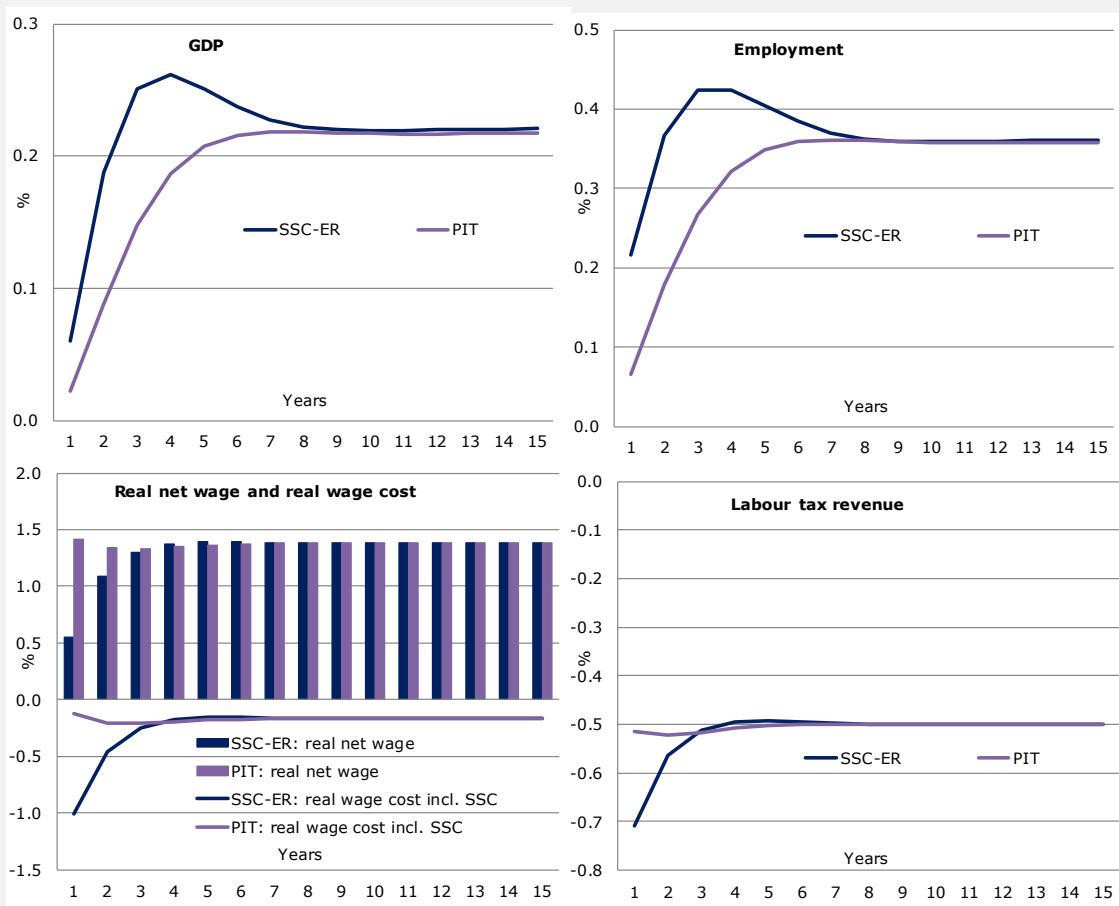 GDP
0.3
0.2
0.1
0.0
%
SSC-ER
PIT
Years
1 2 3 4 5 6 7 8 9 10 11 12 13 14 15
Employment
0.5
0.4
0.3
0.2
0.1
0.0
%
SSC-ER
PIT
Years
1 2 3 4 5 6 7 8 9 10 11 12 13 14 15
Real net wage and real wage cost
2.0
1.5
1.0
0.5
0.0
-0.5
-1.0
-1.5
%
SSC-ER: real net wage
PIT: real net wage
SSC-ER: real wage cost incl. SSC
PIT: real wage cost incl. SSC
Years
1 2 3 4 5 6 7 8 9 10 11 12 13 14 15
Labour tax revenue
0.0
-0.1
-0.2
-0.3
-0.4
-0.5
-0.6
-0.7
-0.8
%
SSC-ER
PIT
Years
1 2 3 4 5 6 7 8 9 10 11 12 13 14 15